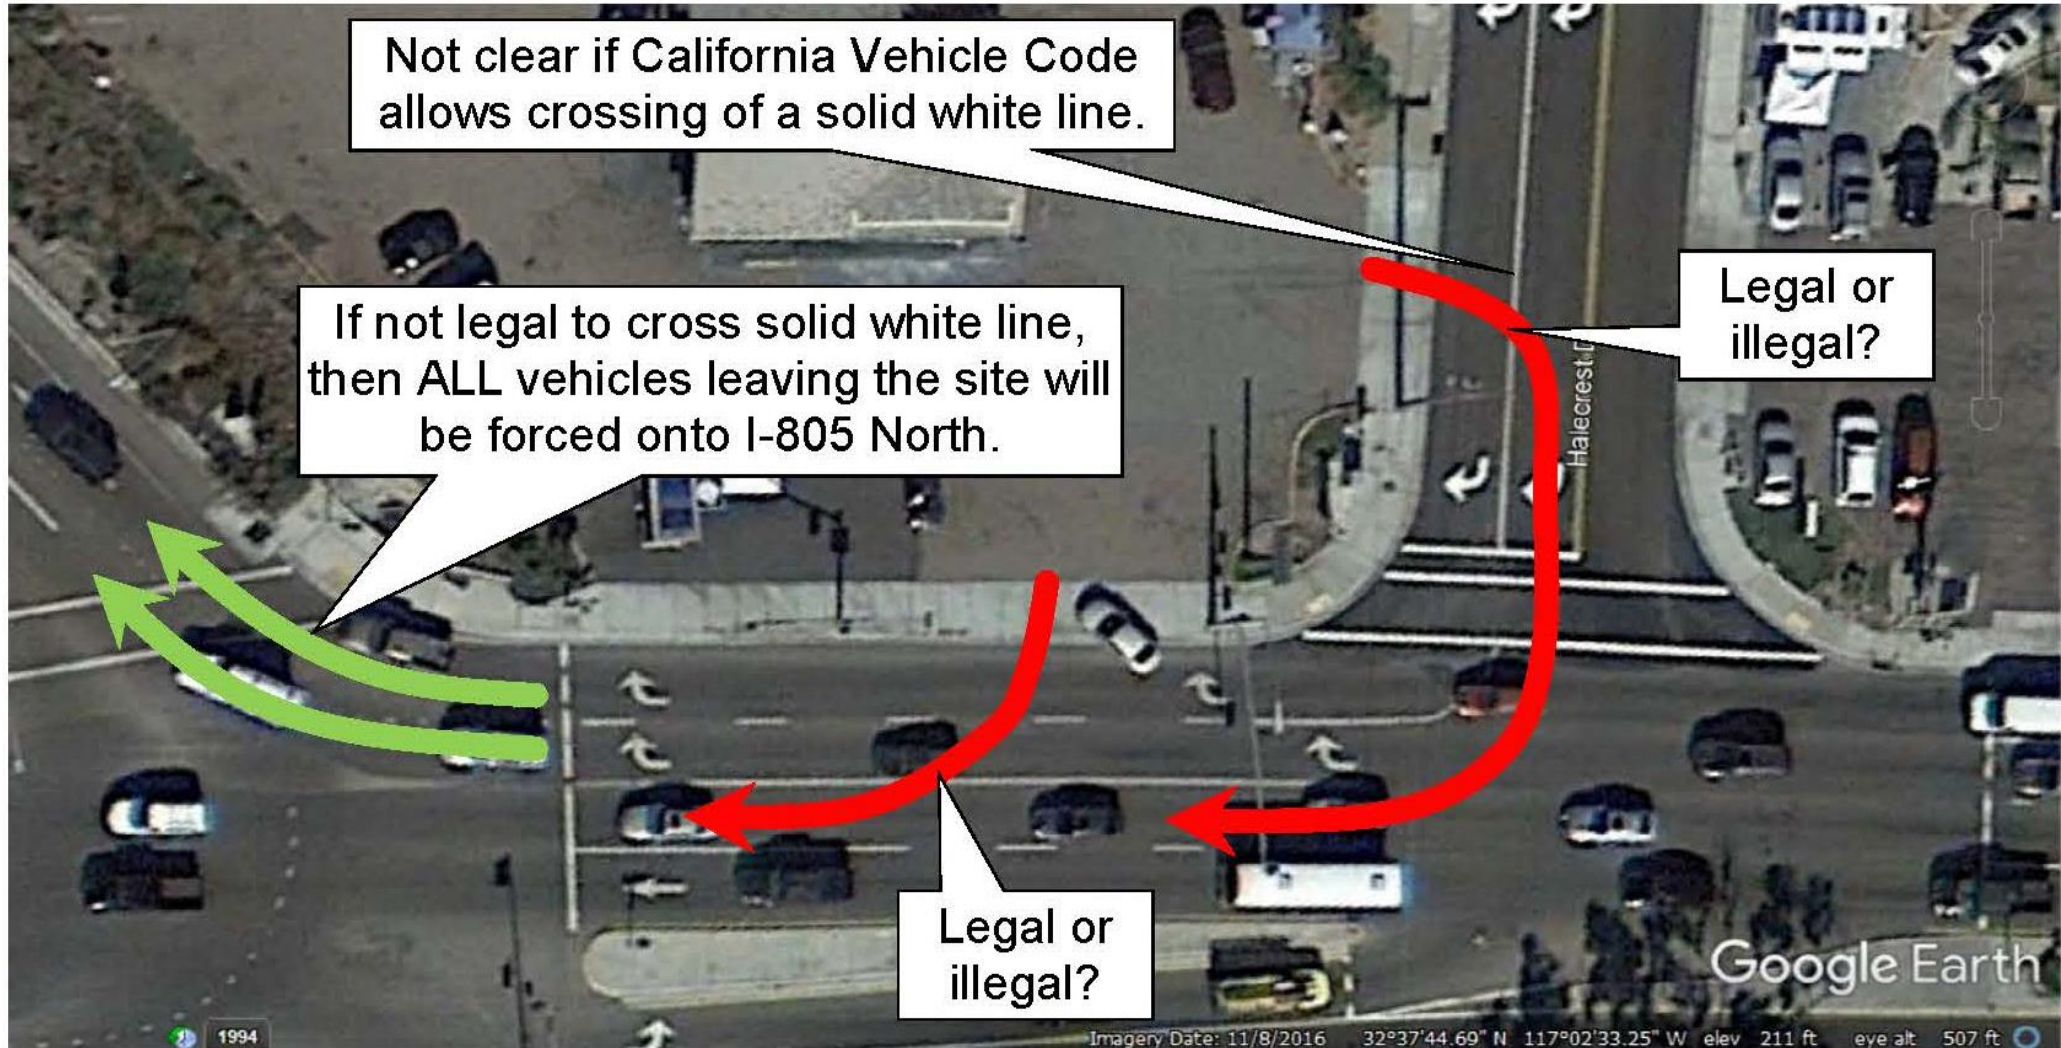 Not clear if California Vehicle Code
allows crossing of a solid white line.
If not legal to cross solid white line,
then ALL vehicles leaving the site will
be forced onto I-805 North.
Legal or
illegal?
Halecrest D
Legal or
illegal?
Google Earth
1994
Imagery Date: 11/8/2016 32°37'44.69" N 117°02'33.25" W elev 211 ft eye alt 507 ft